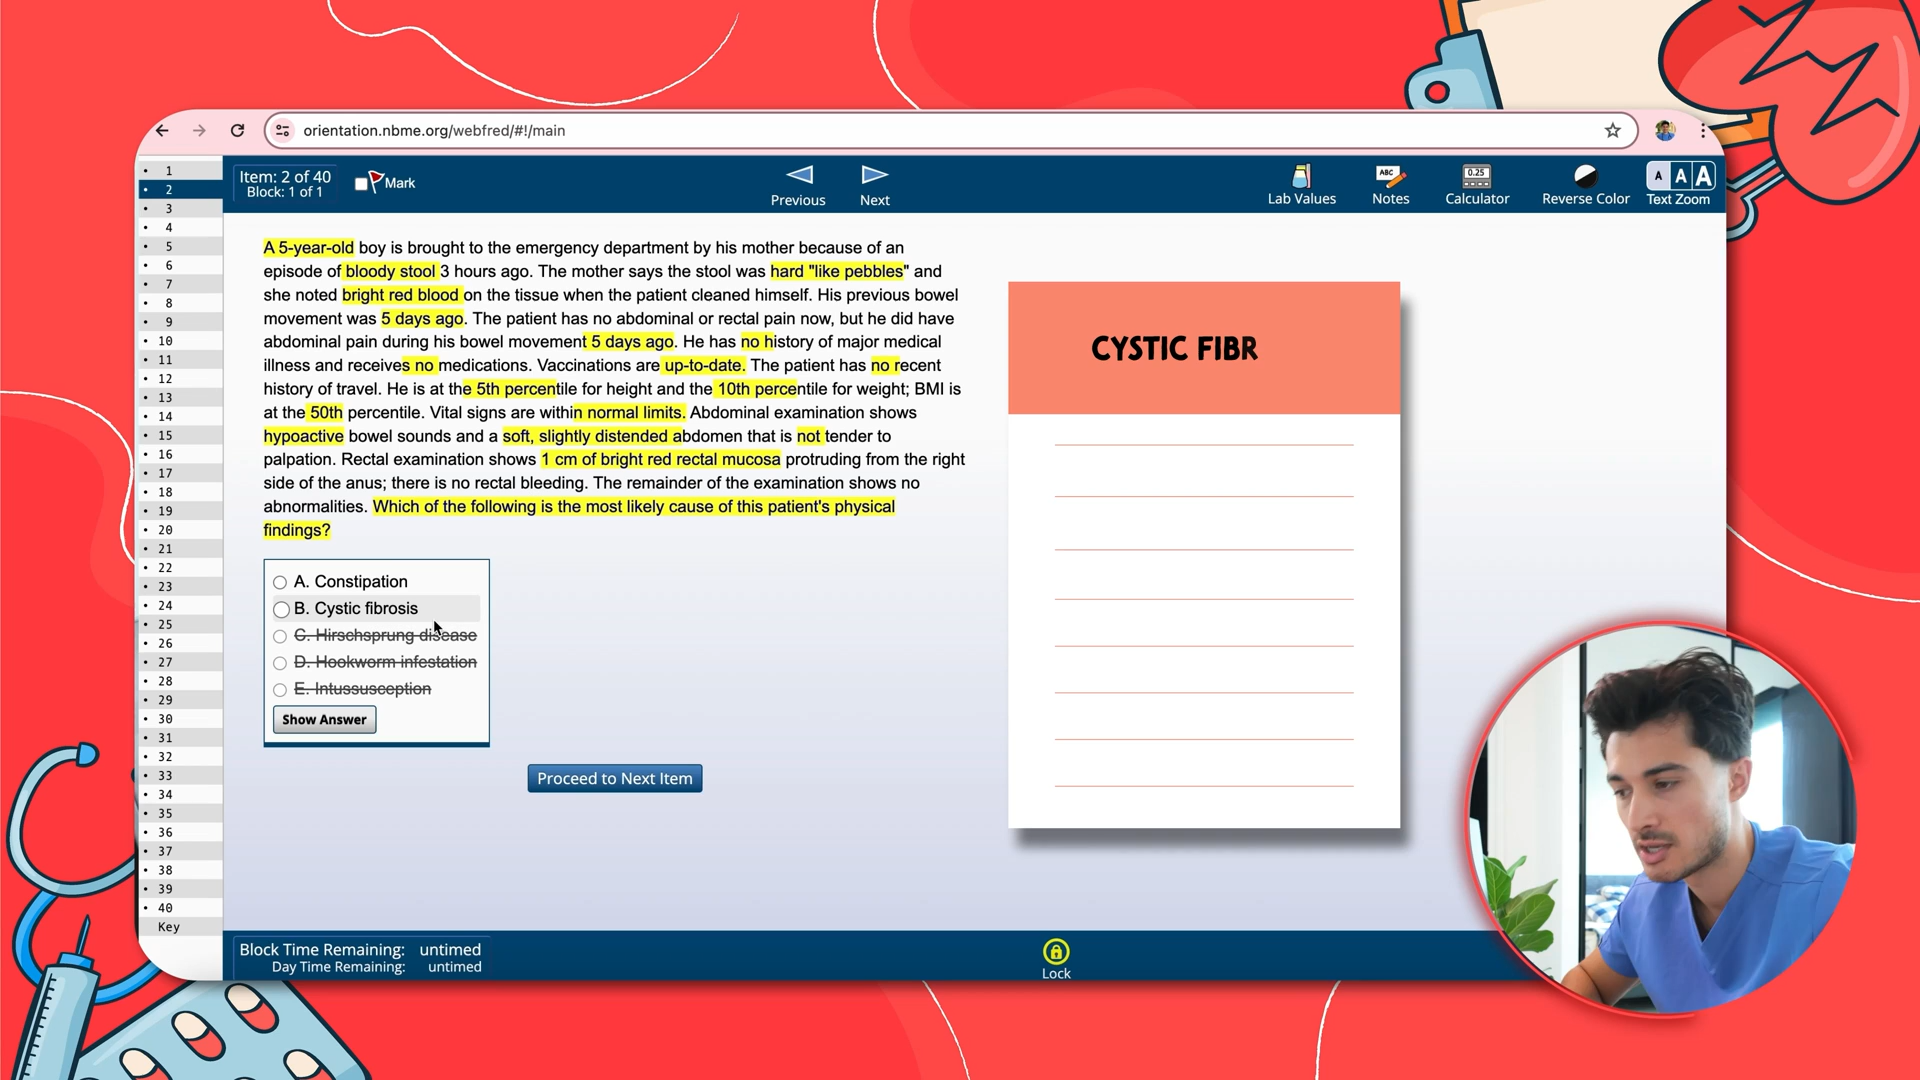 orientation.nbme.org/webfred/#!/main
Item: 2 of 40
Block: 1 of 1
Mark
Previous
Next
Lab Values
ABC
Notes
0.25
Calculator
Reverse Color
A A A
Text Zoom
1
2
3
4
5
6
7
8
9
10
11
12
13
14
15
16
17
18
19
20
21
22
23
24
25
26
27
28
29
30
31
32
33
34
35
36
37
38
39
40
Key
A 5-year-old boy is brought to the emergency department by his mother because of an
episode of bloody stool 3 hours ago. The mother says the stool was hard "like pebbles" and
she noted bright red blood on the tissue when the patient cleaned himself. His previous bowel
movement was 5 days ago. The patient has no abdominal or rectal pain now, but he did have
abdominal pain during his bowel movement 5 days ago. He has no history of major medical
illness and receives no medications. Vaccinations are up-to-date. The patient has no recent
history of travel. He is at the 5th percentile for height and the 10th percentile for weight; BMI is
at the 50th percentile. Vital signs are within normal limits. Abdominal examination shows
hypoactive bowel sounds and a soft, slightly distended abdomen that is not tender to
palpation. Rectal examination shows 1 cm of bright red rectal mucosa protruding from the right
side of the anus; there is no rectal bleeding. The remainder of the examination shows no
abnormalities. Which of the following is the most likely cause of this patient's physical
findings?
A. Constipation
B. Cystic fibrosis
C. Hirschsprung disease
D. Hookworm infestation
E. Intussusception
Show Answer
Proceed to Next Item
CYSTIC FIBR
Block Time Remaining: untimed
Day Time Remaining: untimed
Lock